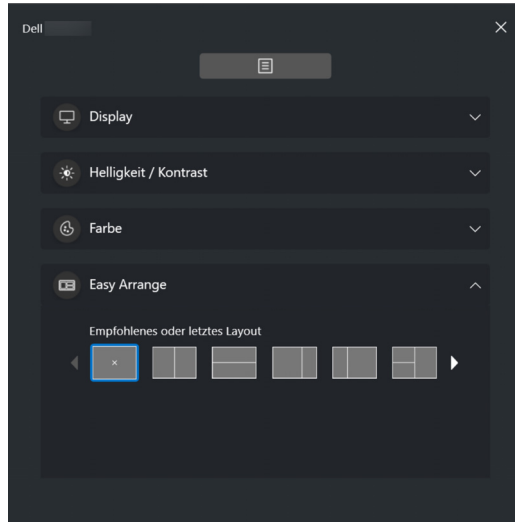 Dell
Display
Helligkeit / Kontrast
Farbe
Easy Arrange
Empfohlenes oder letztes Layout